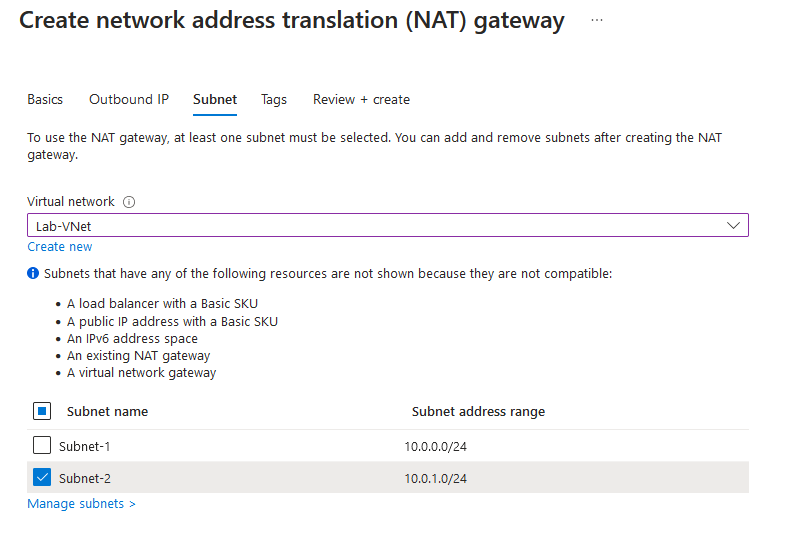 Create network address translation (NAT) gateway ...
Basics Outbound IP Subnet Tags Review + create
To use the NAT gateway, at least one subnet must be selected. You can add and remove subnets after creating the NAT
gateway.
Virtual network
Lab-VNet
Create new
Subnets that have any of the following resources are not shown because they are not compatible:
• A load balancer with a Basic SKU
• A public IP address with a Basic SKU
• An IPv6 address space
• An existing NAT gateway
• A virtual network gateway
Subnet name Subnet address range
Subnet-1 10.0.0.0/24
Subnet-2 10.0.1.0/24
Manage subnets >